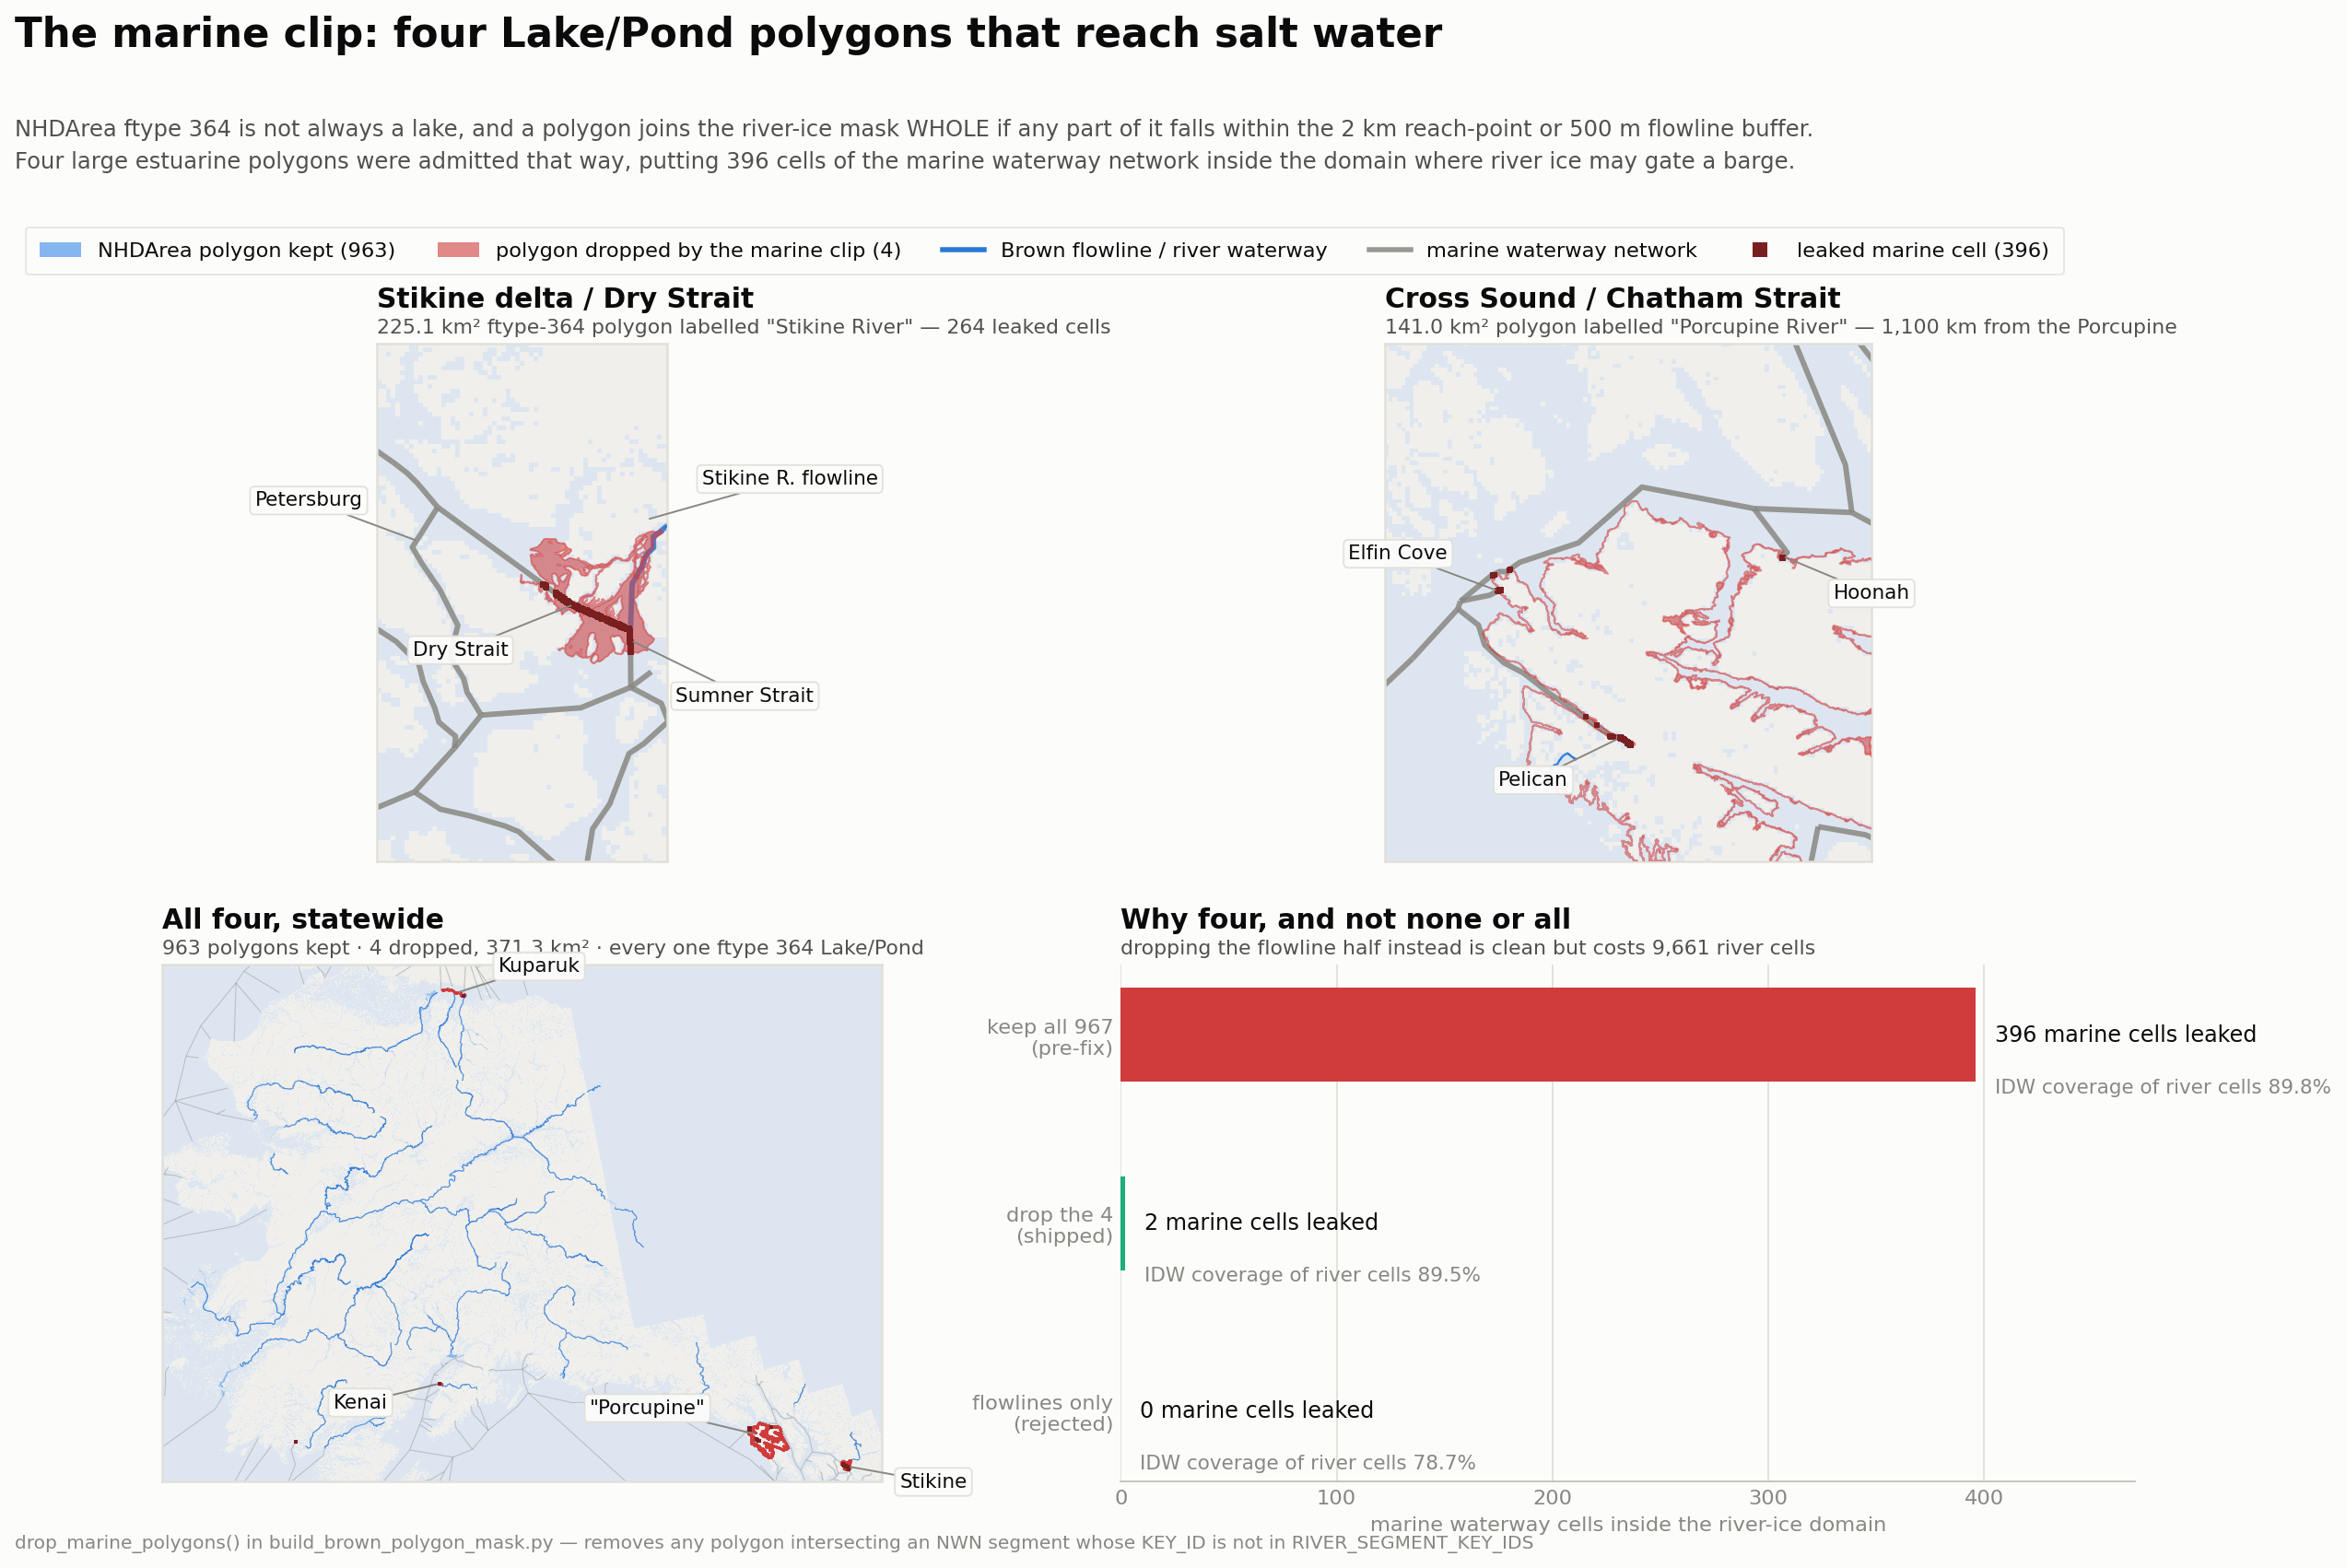 The marine clip: four Lake/Pond polygons that reach salt water
NHDArea ftype 364 is not always a lake, and a polygon joins the river-ice mask WHOLE if any part of it falls within the 2 km reach-point or 500 m flowline buffer.
Four large estuarine polygons were admitted that way, putting 396 cells of the marine waterway network inside the domain where river ice may gate a barge.
NHDArea polygon kept (963)
polygon dropped by the marine clip (4)
Brown flowline / river waterway
marine waterway network
leaked marine cell (396)
Stikine delta / Dry Strait
225.1 km² ftype-364 polygon labelled "Stikine River" — 264 leaked cells
Petersburg
Stikine R. flowline
Dry Strait
Sumner Strait
Cross Sound / Chatham Strait
141.0 km² polygon labelled "Porcupine River" — 1,100 km from the Porcupine
Elfin Cove
Hoonah
Pelican
All four, statewide
963 polygons kept · 4 dropped, 371.3 km² · every one ftype 364 Lake/Pond
Kuparuk
Kenai
"Porcupine"
Stikine
Why four, and not none or all
dropping the flowline half instead is clean but costs 9,661 river cells
keep all 967
(pre-fix)
396 marine cells leaked
IDW coverage of river cells 89.8%
drop the 4
(shipped)
2 marine cells leaked
IDW coverage of river cells 89.5%
flowlines only
(rejected)
0 marine cells leaked
IDW coverage of river cells 78.7%
0 100 200 300 400
marine waterway cells inside the river-ice domain
drop_marine_polygons() in build_brown_polygon_mask.py — removes any polygon intersecting an NWN segment whose KEY_ID is not in RIVER_SEGMENT_KEY_IDS